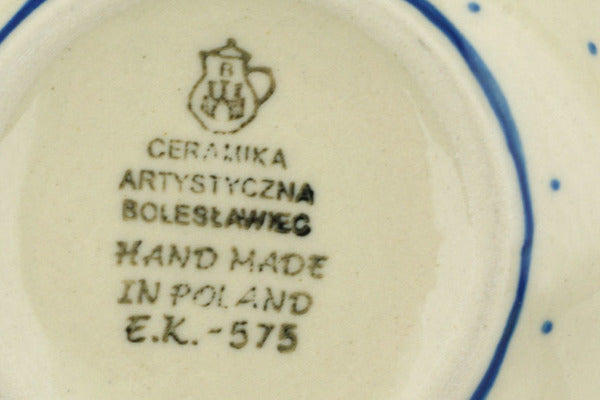 B
CERAMIKA
ARTYSTYCZNA
BOLESŁAWIEC
HAND MADE
IN POLAND
E.K.-575